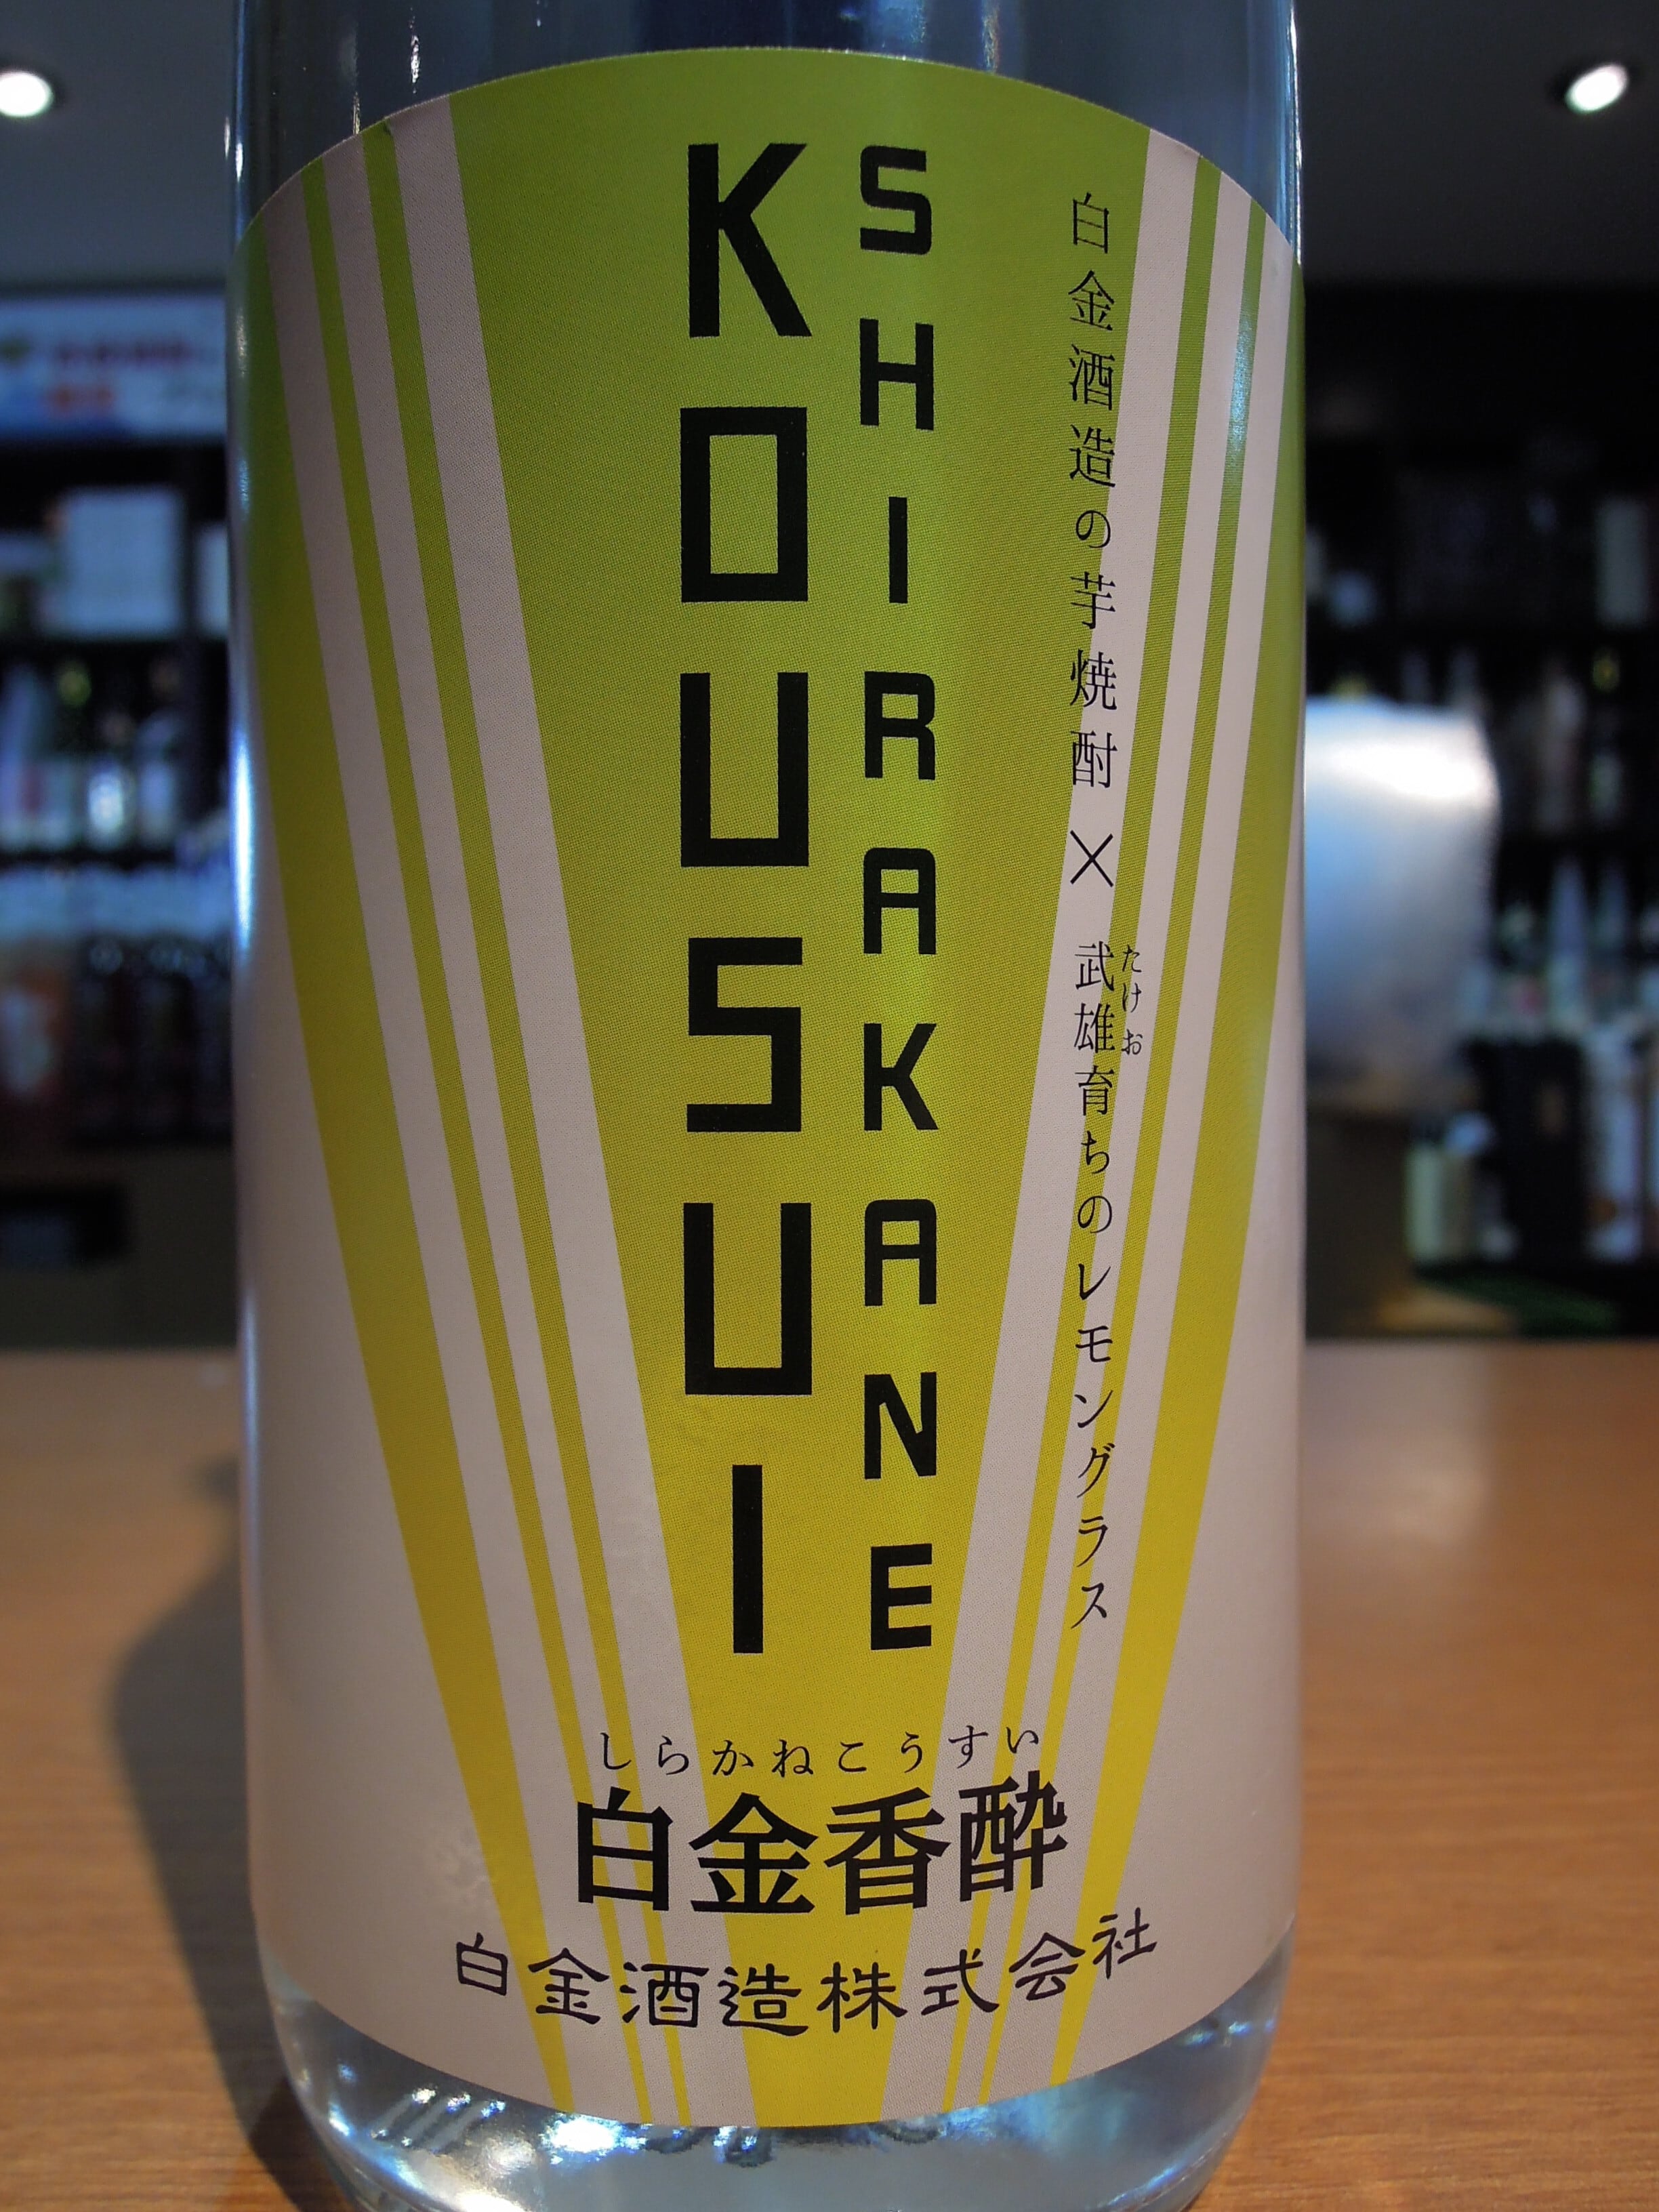 白金酒造の芋焼酎×武雄育ちのレモングラス
たけお
SHIRAKANE
KOUSUI
しらかねこうすい
白金香酔
白金酒造株式会社